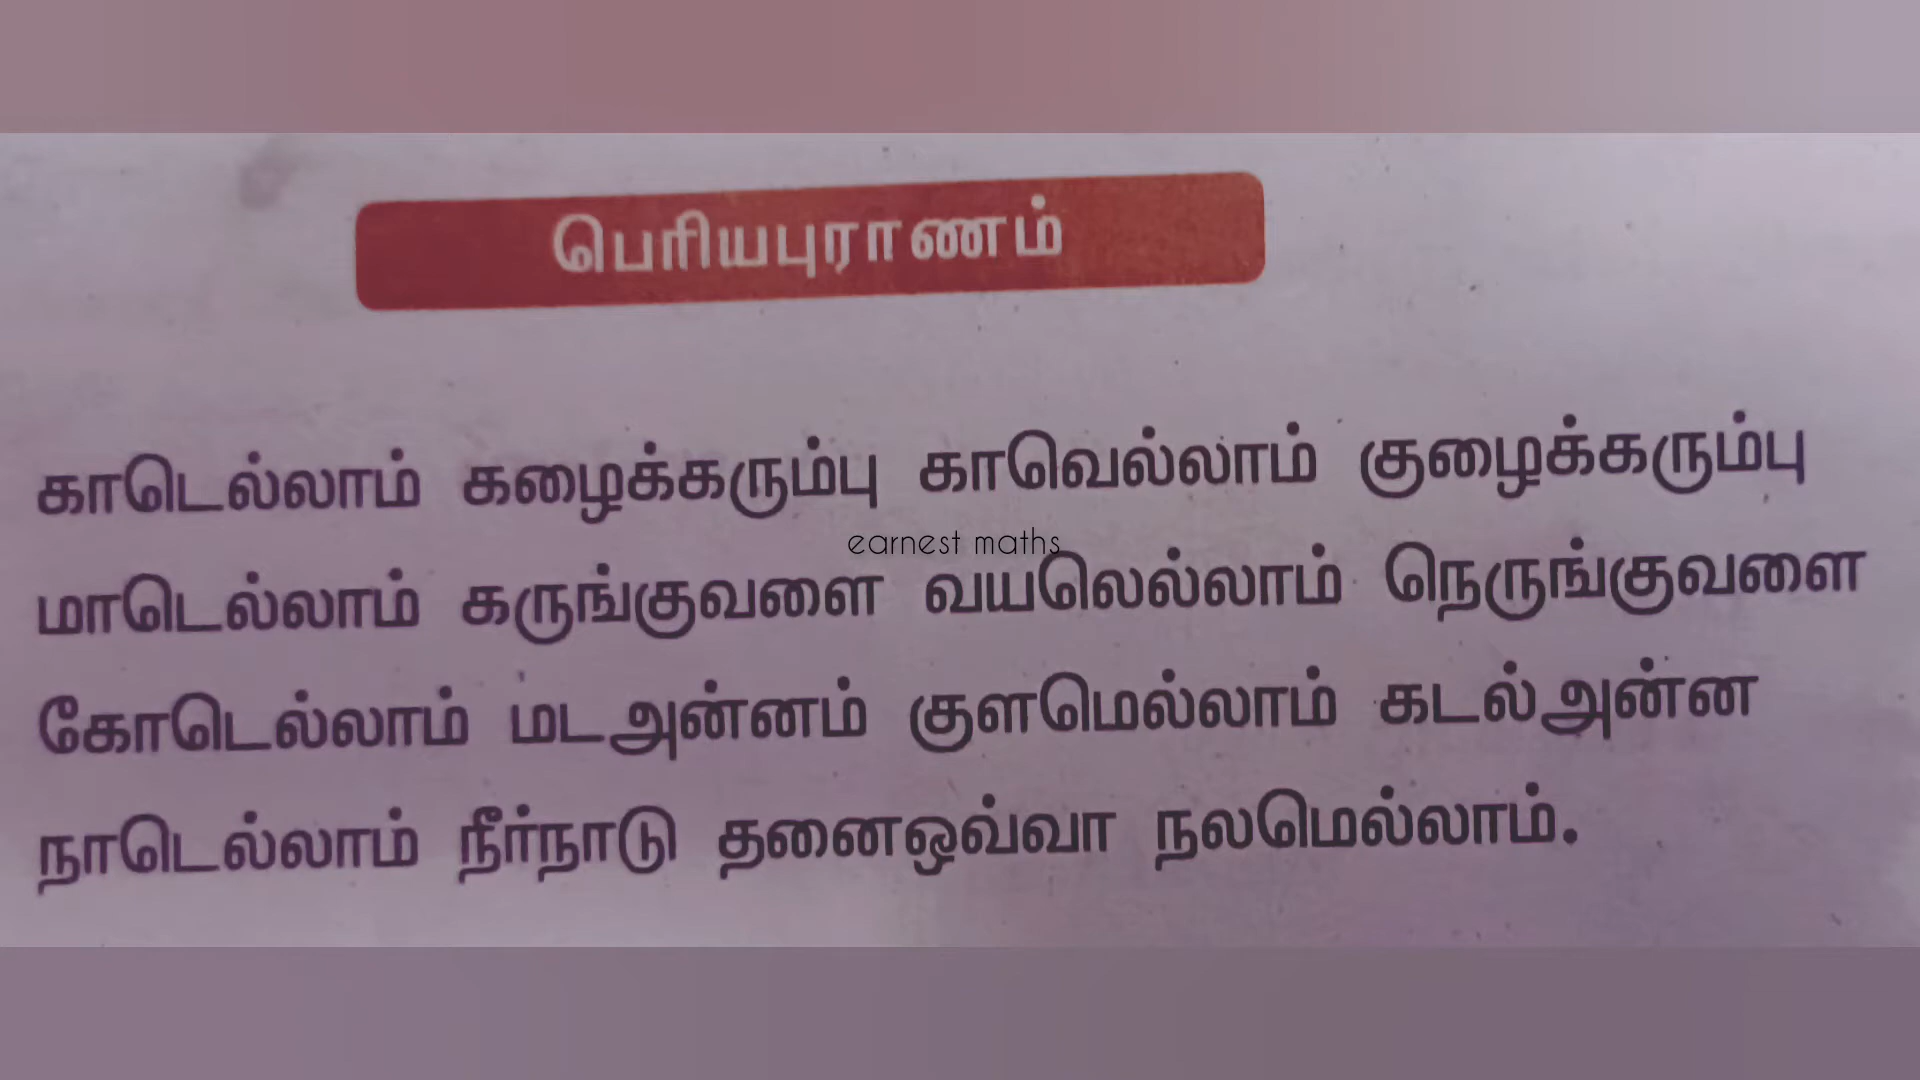 பெரியபுராணம்
காடெல்லாம் கழைக்கரும்பு காவெல்லாம் குழைக்கரும்பு
earnest maths
மாடெல்லாம் கருங்குவளை வயலெல்லாம் நெருங்குவளை
கோடெல்லாம் மடஅன்னம் குளமெல்லாம் கடல்அன்ன
நாடெல்லாம் நீர்நாடு தனைஒவ்வா நலமெல்லாம்.